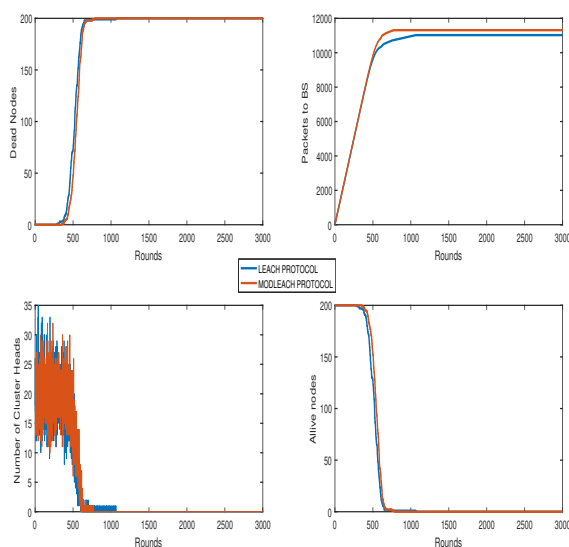 200
150
100
50
0
Dead Nodes
0 500 1000 1500 2000 2500 3000
Rounds
12000
10000
8000
6000
4000
2000
0
Packets to BS
0 500 1000 1500 2000 2500 3000
Rounds
LEACH PROTOCOL
MODLEACH PROTOCOL
35
30
25
20
15
10
5
0
Number of Cluster Heads
0 500 1000 1500 2000 2500 3000
Rounds
200
150
100
50
0
Allive nodes
0 500 1000 1500 2000 2500 3000
Rounds